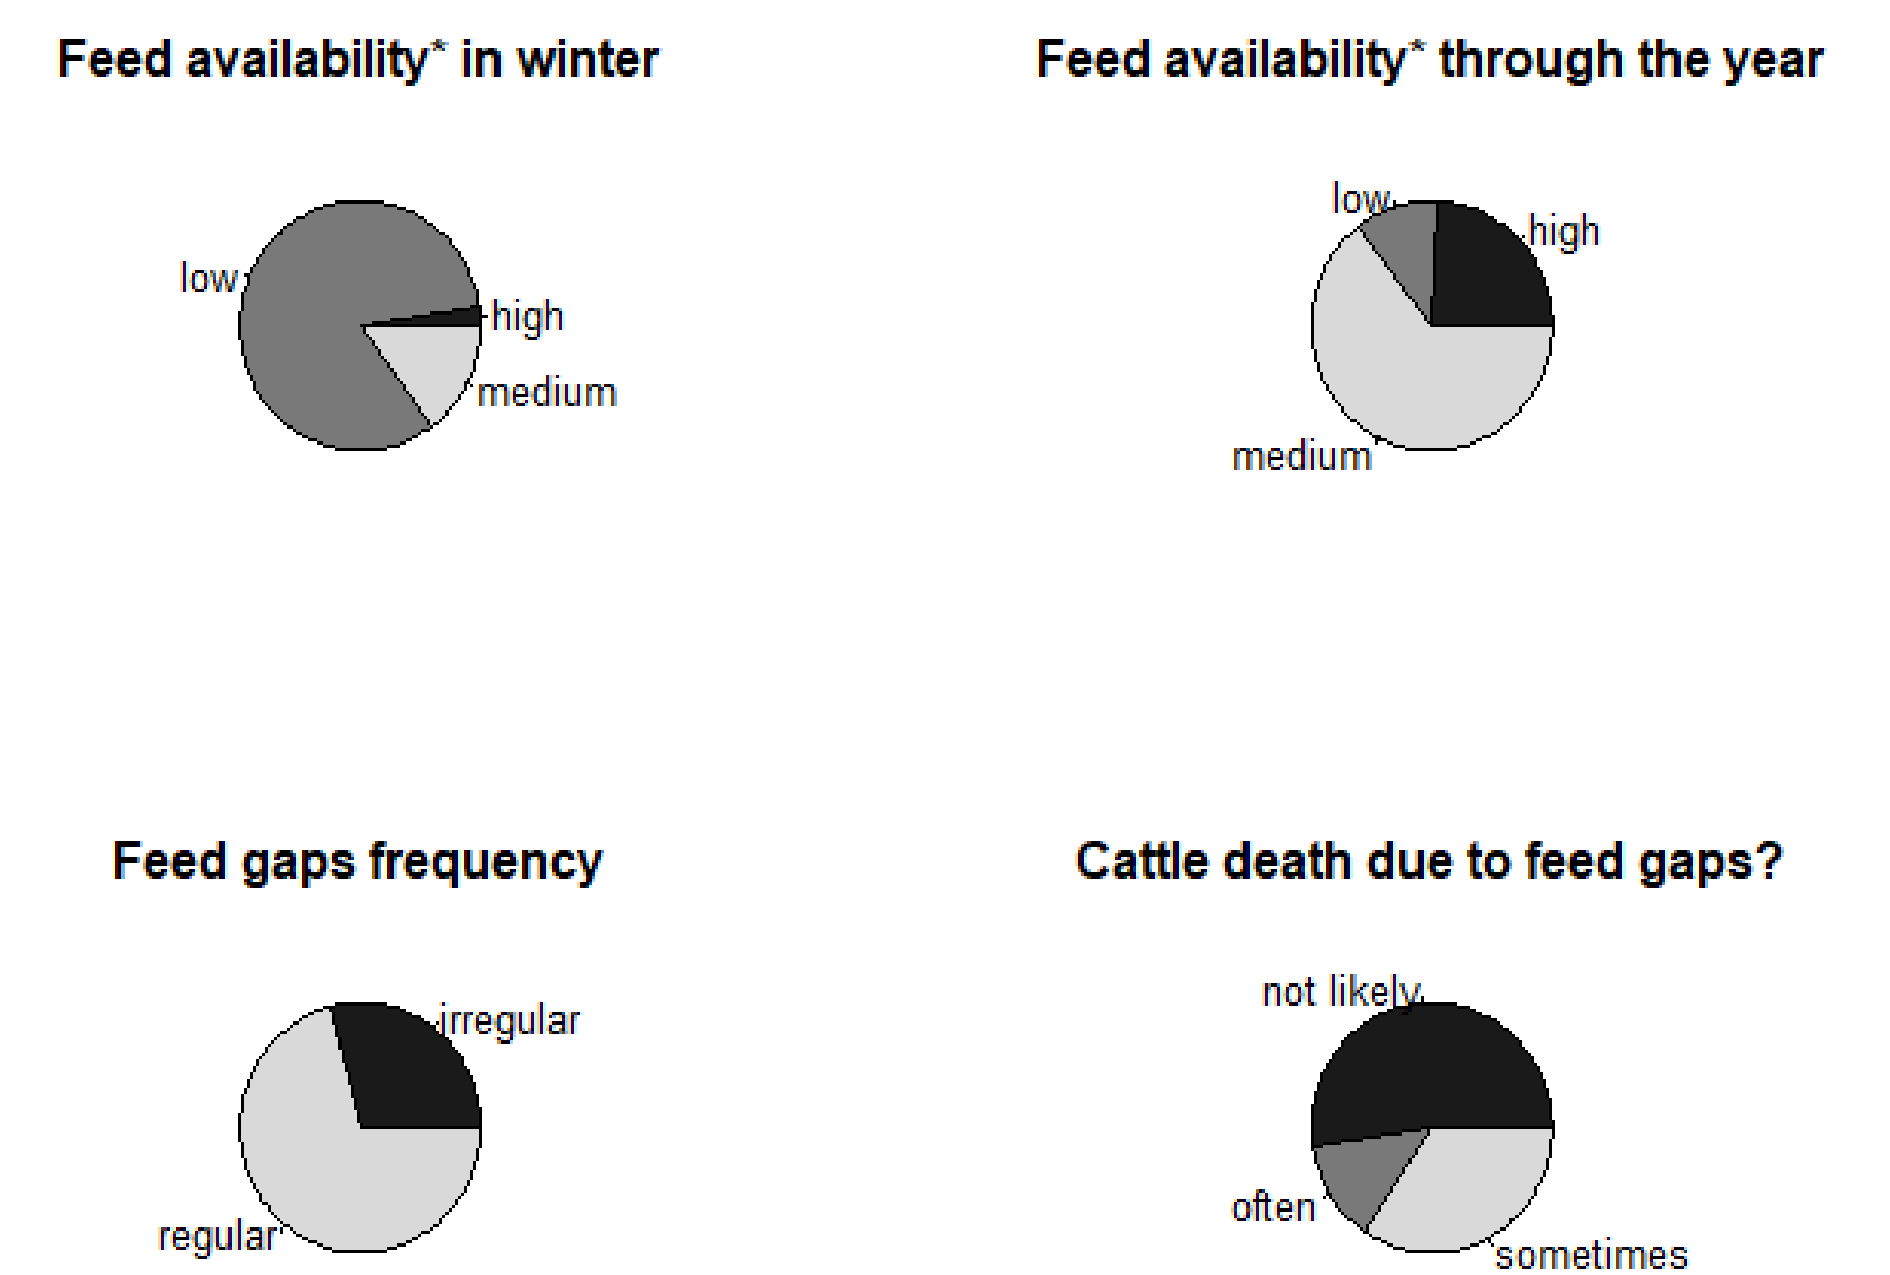 Feed availability* in winter
Feed availability* through the year
low
high
medium
low
high
medium
Feed gaps frequency
Cattle death due to feed gaps?
irregular
regular
not likely
often
sometimes